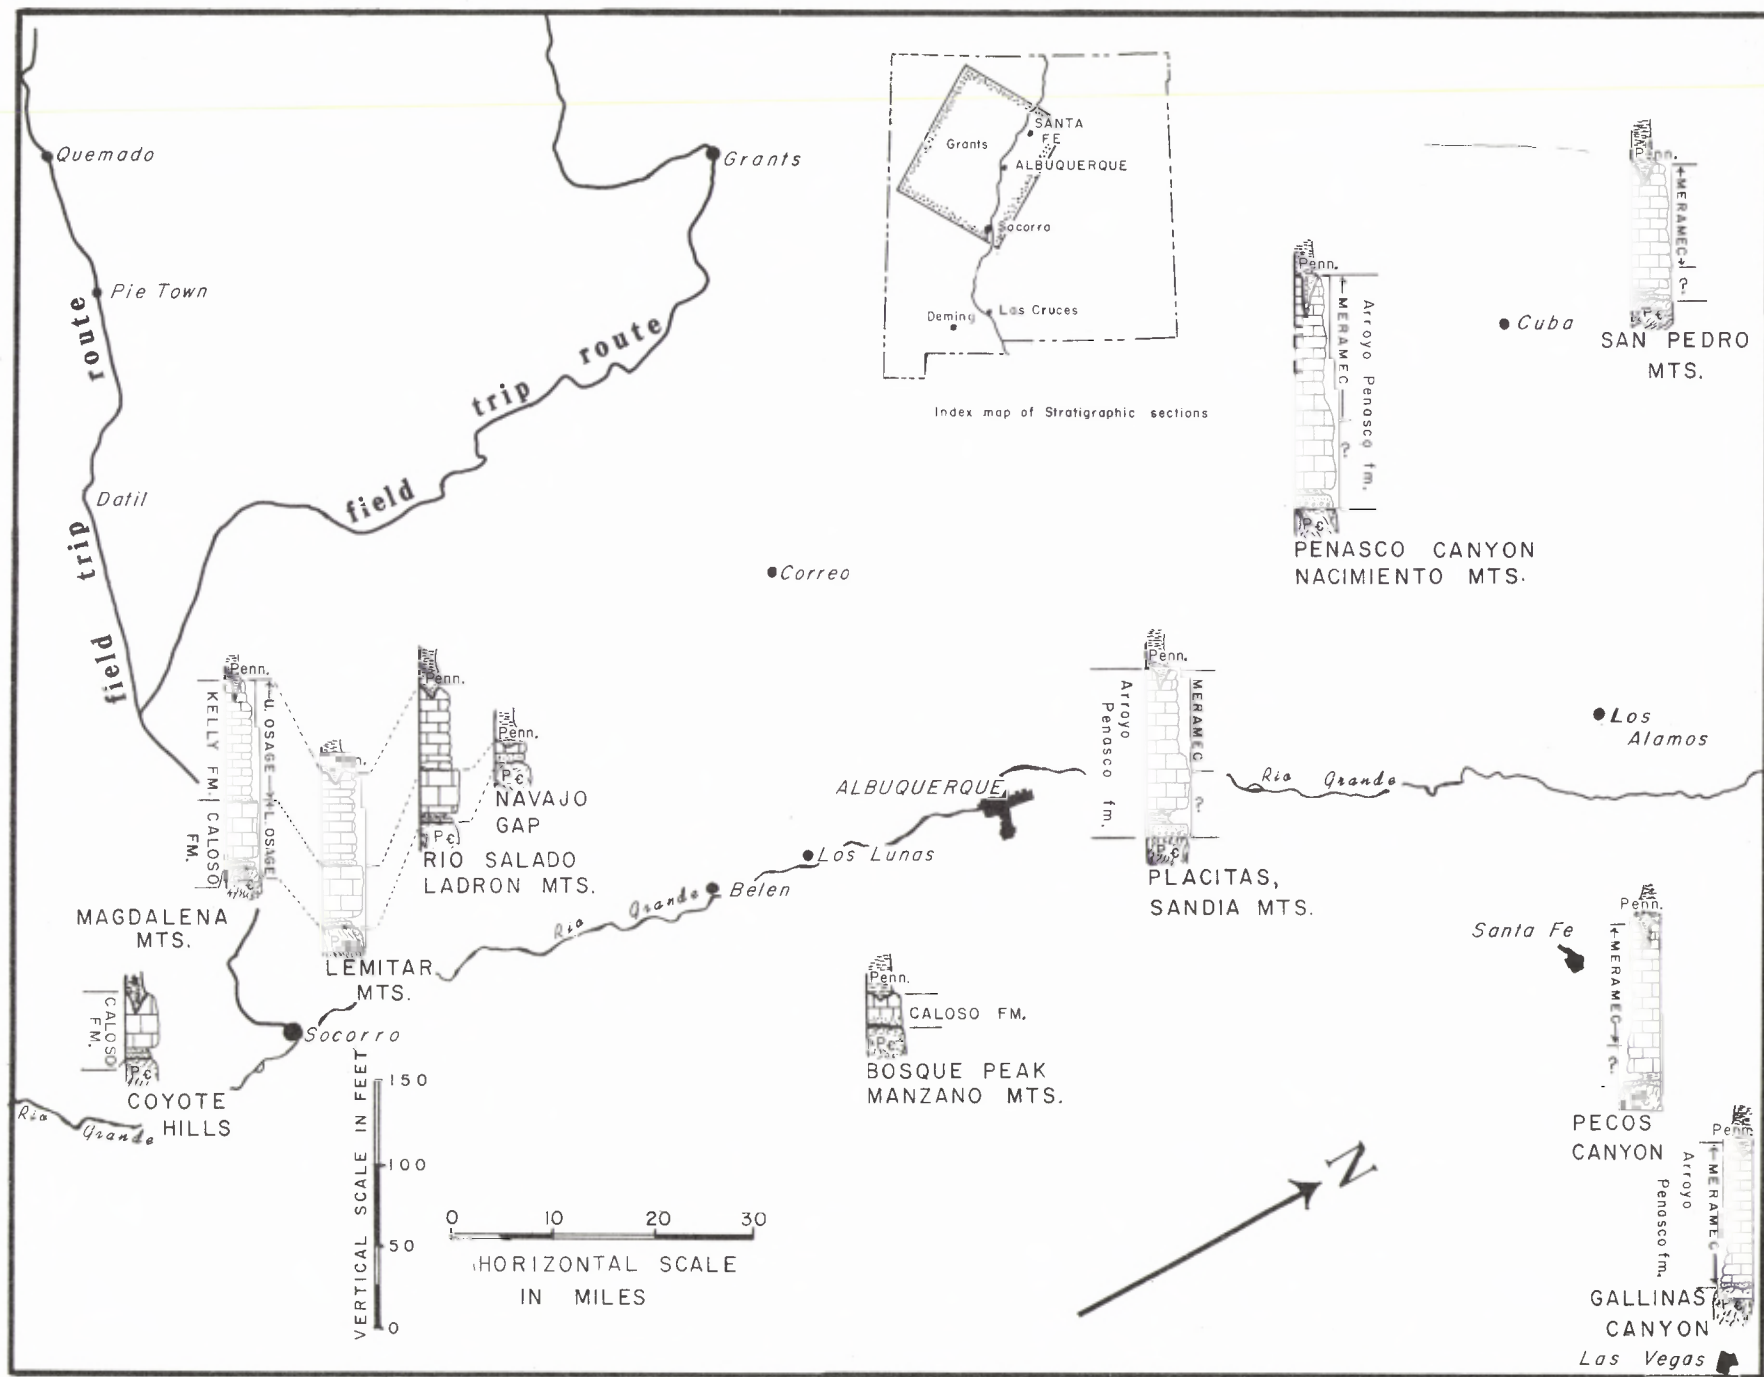 Quemado
Grants
Pie Town
route
Datil
trip
field
field
trip
route
SANTA
FE
Grants
ALBUQUERQUE
Socorro
Las Cruces
Deming
Index map of Stratigraphic sections
Penn.
MERAMEC
?
Arroyo Penasco fm.
P€
PENASCO CANYON
NACIMIENTO MTS.
Cuba
MERAMEC
?
P€
SAN PEDRO
MTS.
Correo
Penn.
KELLY FM.
CALOSO
FM.
U. OSAGE
L. OSAGE
MAGDALENA
MTS.
LEMITAR
MTS.
Penn.
P€
RIO SALADO
LADRON MTS.
Penn.
P€
NAVAJO
GAP
ALBUQUERQUE
Los Lunas
Belen
Rio Grande
Penn.
Arroyo
Penasco fm.
MERAMEC
?
P€
PLACITAS,
SANDIA MTS.
Rio Grande
Los
Alamos
Santa Fe
Penn.
MERAMEC
?
PECOS
CANYON
CALOSO
FM.
P€
COYOTE
HILLS
Socorro
Rio Grande
Penn.
CALOSO FM.
P€
BOSQUE PEAK
MANZANO MTS.
VERTICAL SCALE IN FEET
150
100
50
0
0 10 20 30
HORIZONTAL SCALE
IN MILES
N
Arroyo
Penasco fm.
MERAMEC
P€
GALLINAS
CANYON
Las Vegas